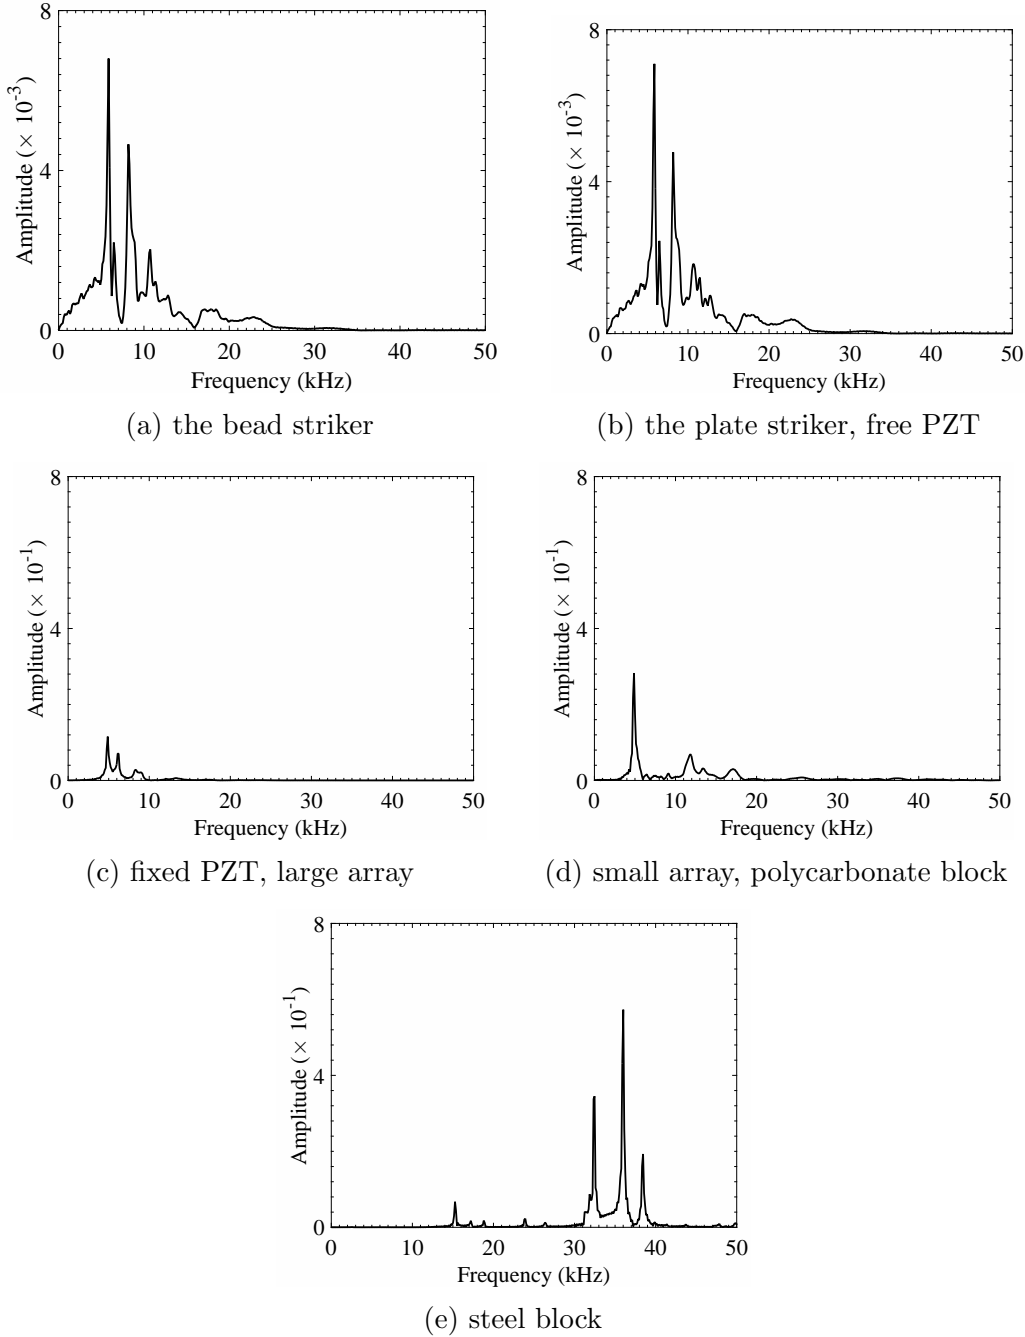 8
4
0
Amplitude (× 10⁻³)
0 10 20 30 40 50
Frequency (kHz)
(a) the bead striker
8
4
0
Amplitude (× 10⁻³)
0 10 20 30 40 50
Frequency (kHz)
(b) the plate striker, free PZT
8
4
0
Amplitude (× 10⁻¹)
0 10 20 30 40 50
Frequency (kHz)
(c) fixed PZT, large array
8
4
0
Amplitude (× 10⁻¹)
0 10 20 30 40 50
Frequency (kHz)
(d) small array, polycarbonate block
8
4
0
Amplitude (× 10⁻¹)
0 10 20 30 40 50
Frequency (kHz)
(e) steel block